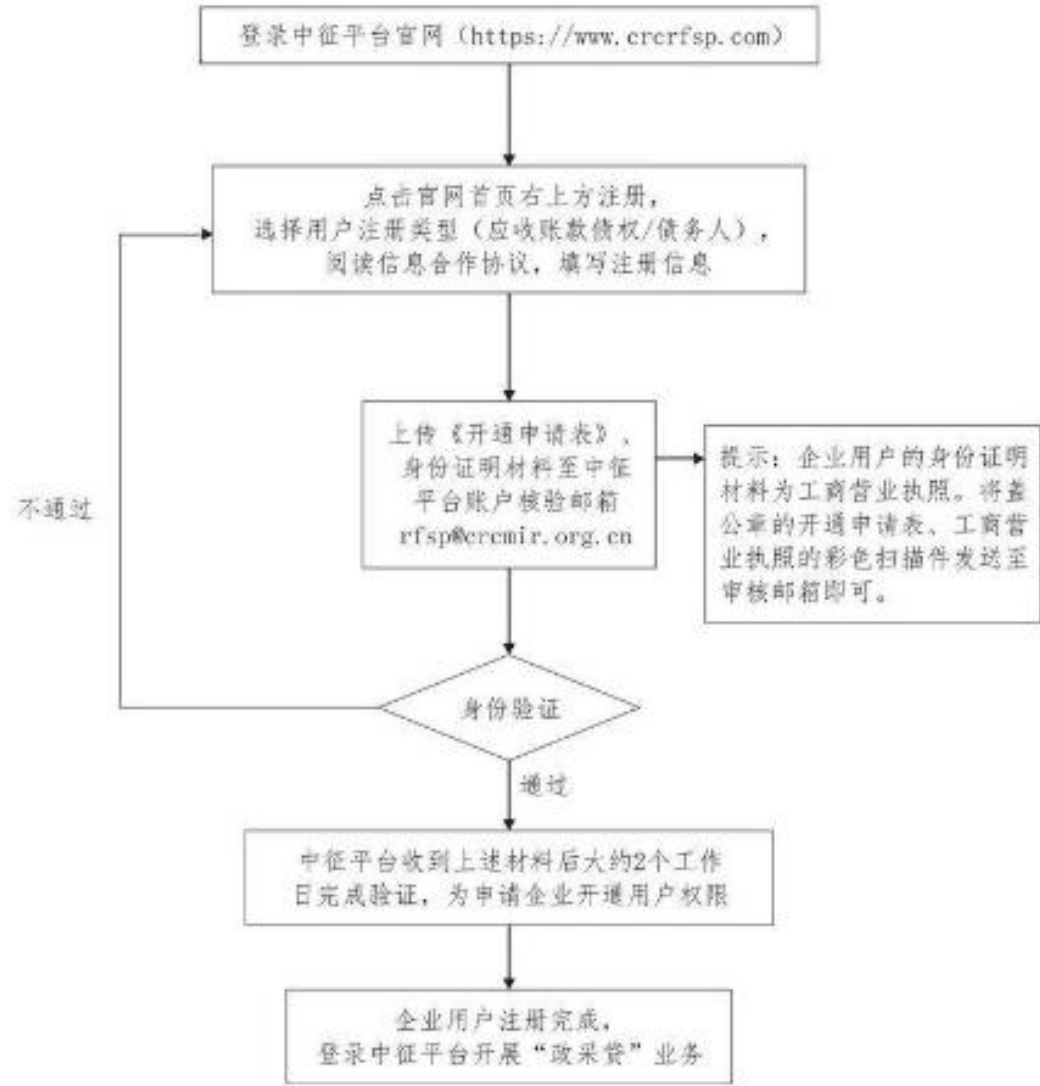 登录中征平台官网（https://www.crcrfsp.com）
点击官网首页右上方注册，
选择用户注册类型（应收账款债权/债务人），
阅读信息合作协议，填写注册信息
上传《开通申请表》、
身份证明材料至中征
平台账户核验邮箱
rfsp@crcmir.org.cn
提示：企业用户的身份证明
材料为工商营业执照。将盖
公章的开通申请表、工商营
业执照的彩色扫描件发送至
审核邮箱即可。
不通过
身份验证
通过
中征平台收到上述材料后大约2个工作
日完成验证，为申请企业开通用户权限
企业用户注册完成，
登录中征平台开展“政采贷”业务